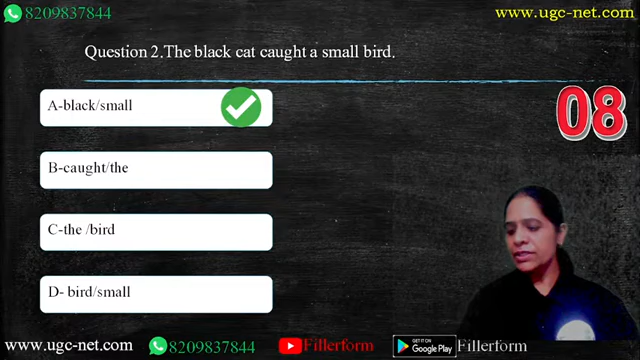 8209837844
www.ugc-net.com
Question 2.The black cat caught a small bird.
A-black/small
08
B-caught/the
C-the /bird
D- bird/small
www.ugc-net.com 8209837844 Fillerform GET IT ON Google Play Fillerform